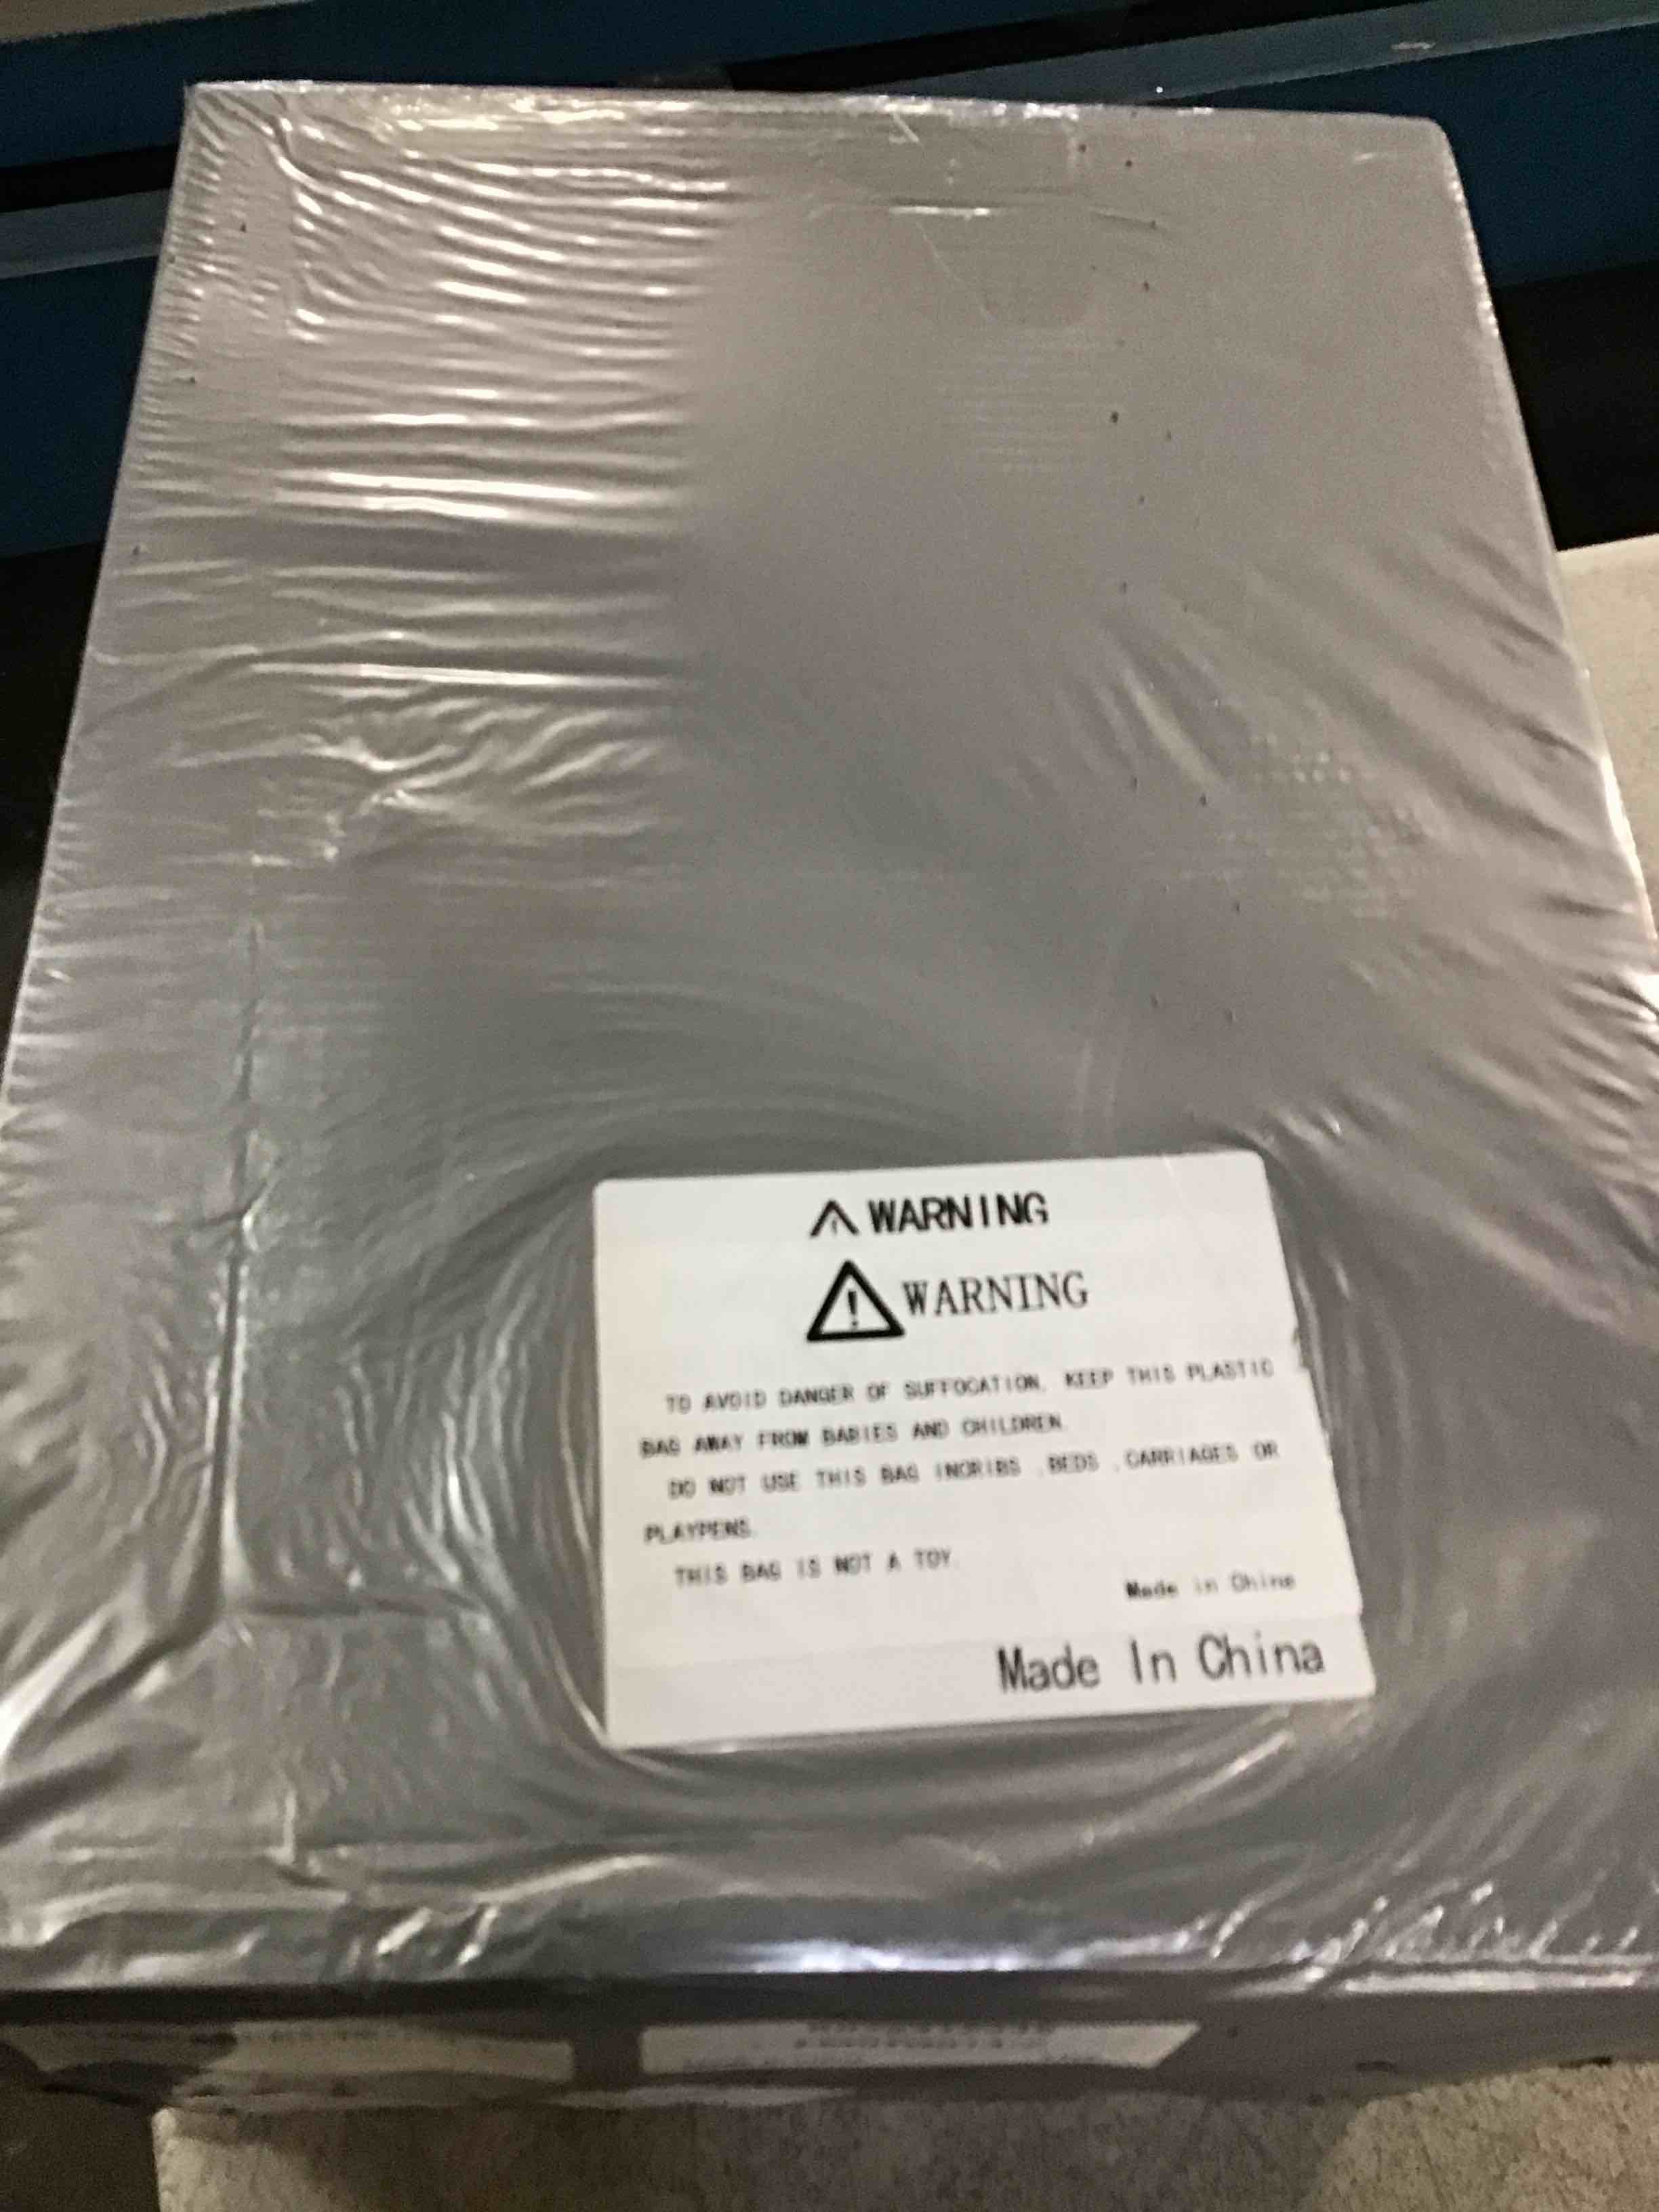 WARNING
WARNING
TO AVOID DANGER OF SUFFOCATION, KEEP THIS PLASTIC
BAG AWAY FROM BABIES AND CHILDREN.
DO NOT USE THIS BAG INCRIBS ,BEDS ,CARRIAGES OR
PLAYPENS.
THIS BAG IS NOT A TOY.
Made in China
Made In China